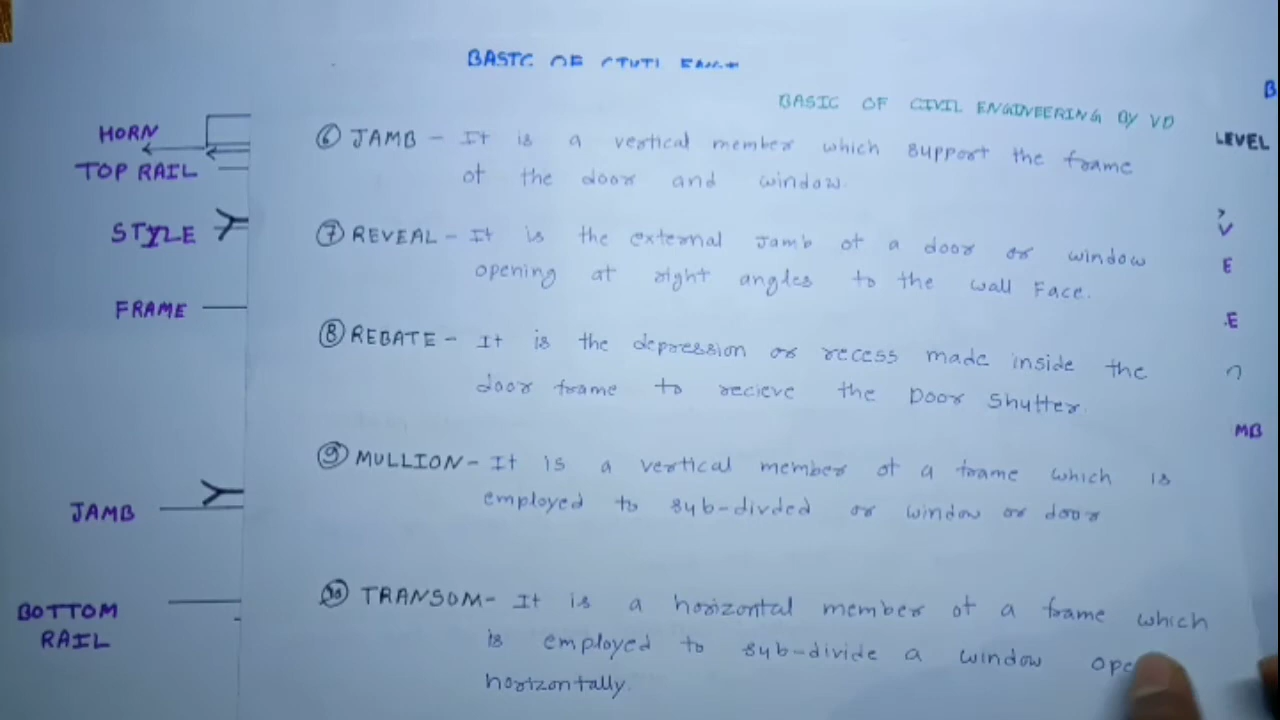 BASIC OF CIVIL
BASIC OF CIVIL ENGINEERING BY VD
HORN
TOP RAIL
STYLE
FRAME
JAMB
BOTTOM
RAIL
6 JAMB - It is a vertical member which support the frame
of the door and window.
7 REVEAL - It is the external Jamb of a door or window
opening at right angles to the wall Face.
8 REBATE - It is the depression or recess made inside the
door frame to recieve the Door Shutter.
9 MULLION - It is a vertical member of a frame which is
employed to sub-divded or window or door
10 TRANSOM - It is a horizontal member of a frame which
is employed to sub-divide a window
horizontally.
B
LEVEL
V
E
E
MB